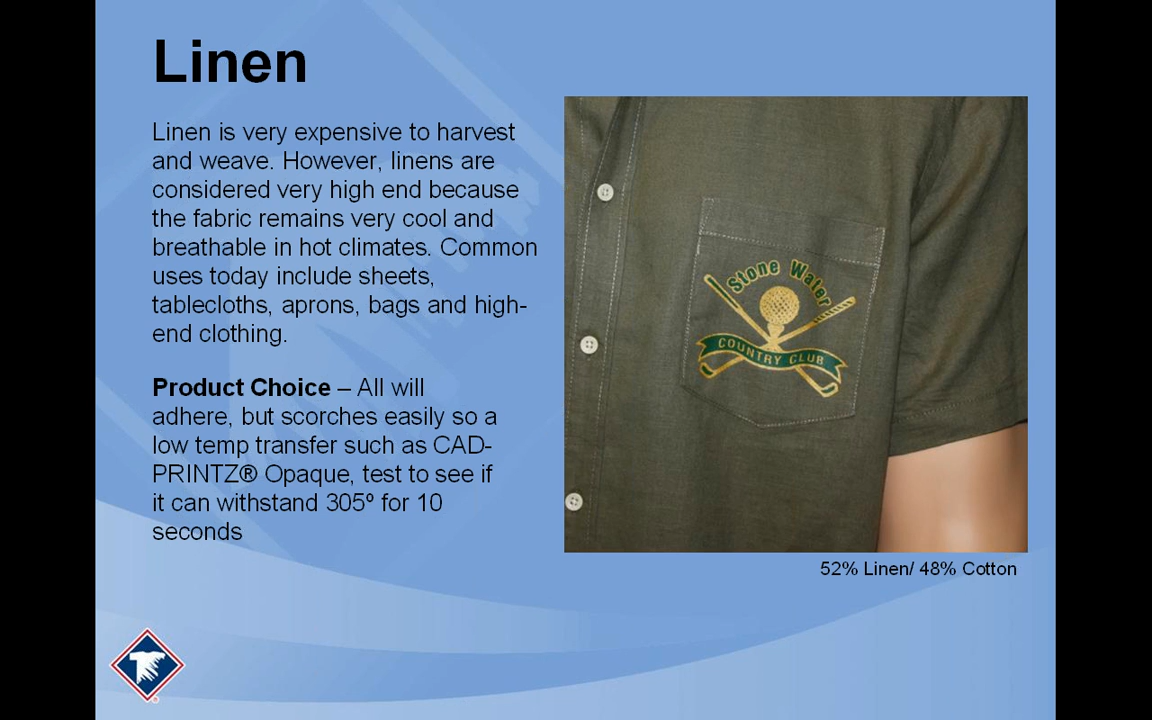 Linen
Linen is very expensive to harvest
and weave. However, linens are
considered very high end because
the fabric remains very cool and
breathable in hot climates. Common
uses today include sheets,
tablecloths, aprons, bags and high-
end clothing.
Product Choice – All will
adhere, but scorches easily so a
low temp transfer such as CAD-
PRINTZ® Opaque, test to see if
it can withstand 305º for 10
seconds
Stone Water
COUNTRY CLUB
52% Linen/ 48% Cotton